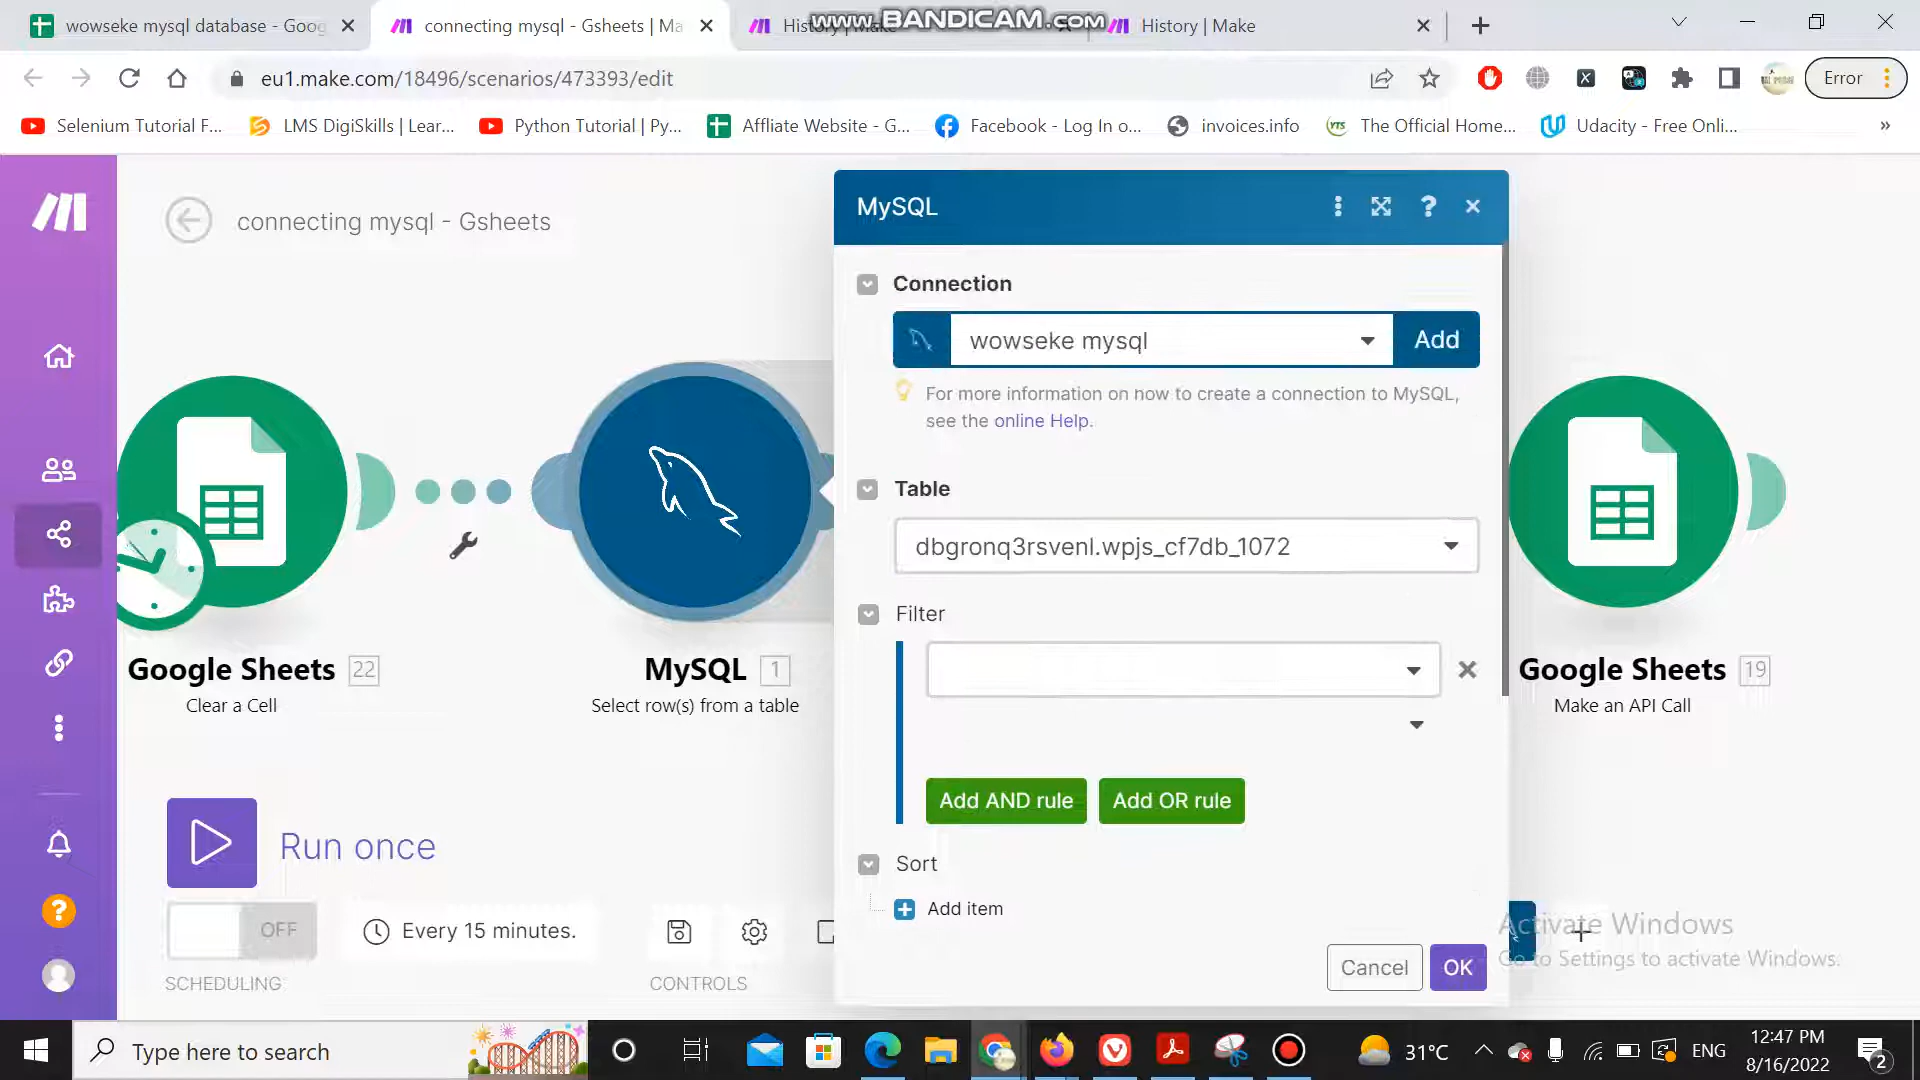 wowseke mysql database - Goog
connecting mysql - Gsheets | Ma
History | Make
www.BANDICAM.com
History | Make
eu1.make.com/18496/scenarios/473393/edit
Error
Selenium Tutorial F...
LMS DigiSkills | Lear...
Python Tutorial | Py...
Affliate Website - G...
Facebook - Log In o...
invoices.info
YTS
The Official Home...
Udacity - Free Onli...
»
connecting mysql - Gsheets
MySQL
Connection
wowseke mysql
Add
For more information on now to create a connection to MySQL,
see the online Help.
Table
dbgronq3rsvenl.wpjs_cf7db_1072
Filter
Add AND rule
Add OR rule
Sort
Add item
Cancel
OK
Google Sheets 22
Clear a Cell
MySQL 1
Select row(s) from a table
Google Sheets 19
Make an API Call
Run once
OFF
Every 15 minutes.
SCHEDULING
CONTROLS
Activate Windows
Go to Settings to activate Windows.
Type here to search
31°C
ENG
12:47 PM
8/16/2022
2